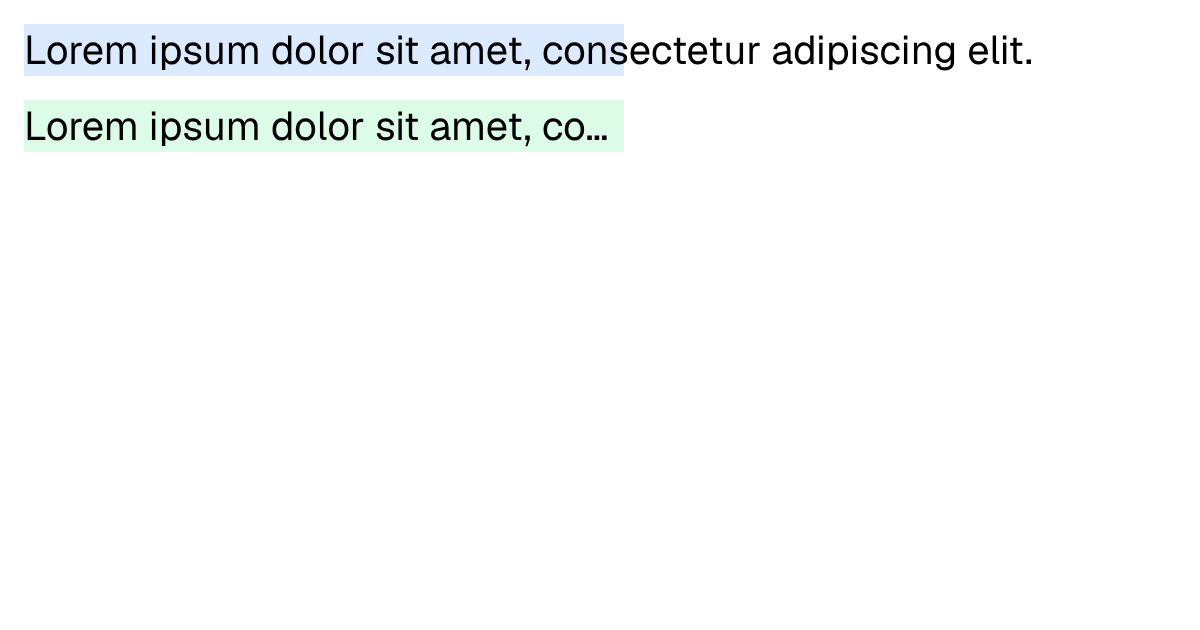 Lorem ipsum dolor sit amet, consectetur adipiscing elit.
Lorem ipsum dolor sit amet, co…